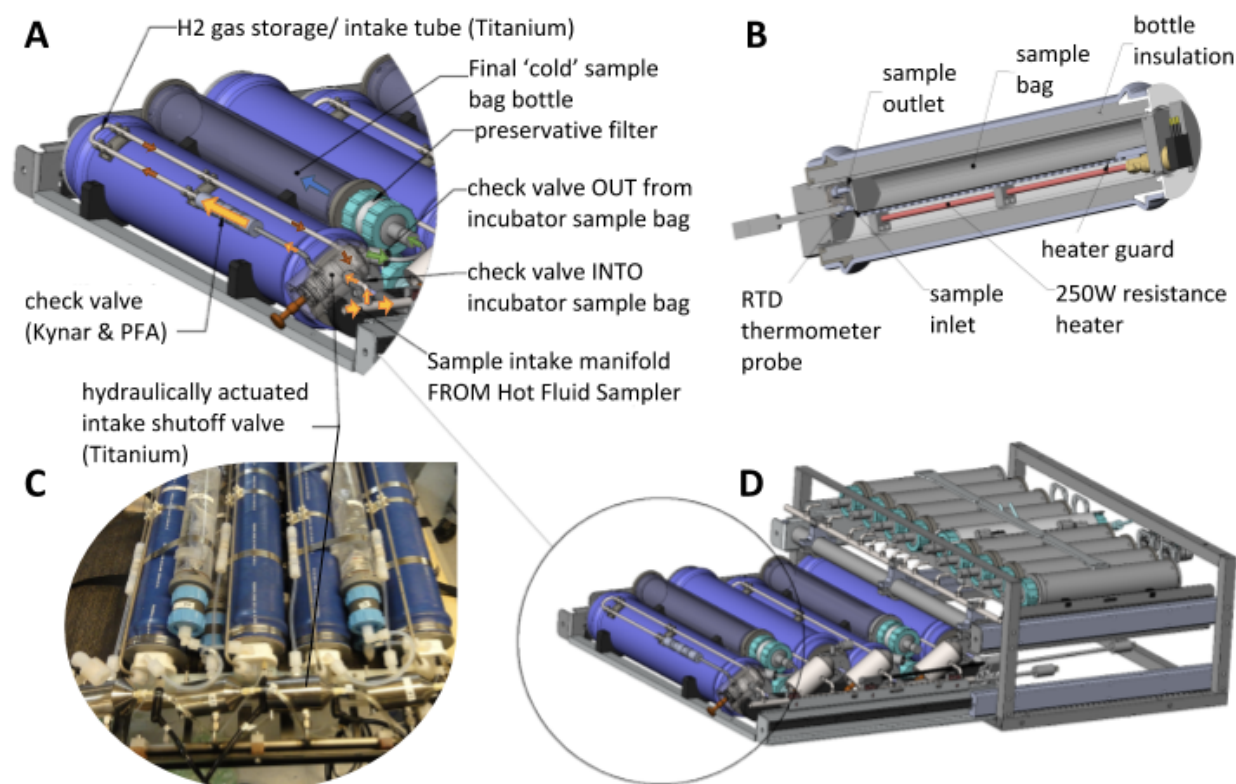 A
H2 gas storage/ intake tube (Titanium)
Final ‘cold’ sample
bag bottle
preservative filter
check valve OUT from
incubator sample bag
check valve INTO
incubator sample bag
check valve
(Kynar & PFA)
Sample intake manifold
FROM Hot Fluid Sampler
hydraulically actuated
intake shutoff valve
(Titanium)
B
bottle
insulation
sample
bag
sample
outlet
heater guard
RTD
thermometer
probe
sample
inlet
250W resistance
heater
C
D